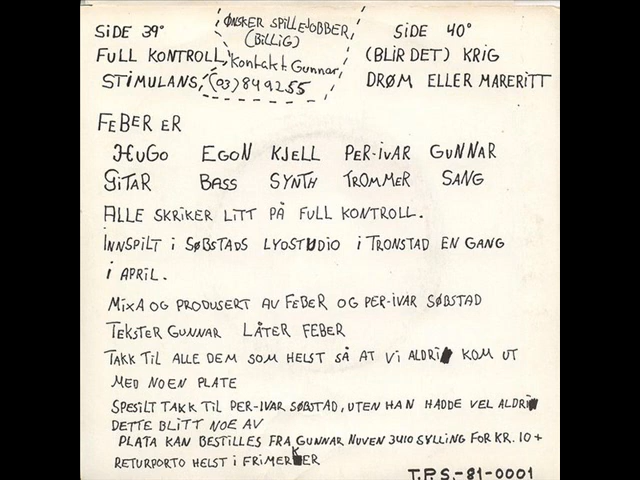 SIDE 39°
ØNSKER SPILLEJOBBER
(BILLIG)
Kontakt Gunnar
(03) 849255
SIDE 40°
FULL KONTROLL
(BLIR DET) KRIG
STIMULANS
DRØM ELLER MARERITT
FEBER ER
HUGO EGON KJELL PER-IVAR GUNNAR
GITAR BASS SYNTH TROMMER SANG
ALLE SKRIKER LITT PÅ FULL KONTROLL.
INNSPILT I SØBSTADS LYDSTUDIO I TRONSTAD EN GANG
I APRIL.
MIXA OG PRODUSERT AV FEBER OG PER-IVAR SØBSTAD
TEKSTER GUNNAR LÅTER FEBER
TAKK TIL ALLE DEM SOM HELST SÅ AT VI ALDRI KOM UT
MED NOEN PLATE
SPESILT TAKK TIL PER-IVAR SØBSTAD, UTEN HAN HADDE VEL ALDRI
DETTE BLITT NOE AV
PLATA KAN BESTILLES FRA GUNNAR NUVEN 3410 SYLLING FOR KR. 10 +
RETURPORTO HELST I FRIMERKER
T.P.S.-81-0001